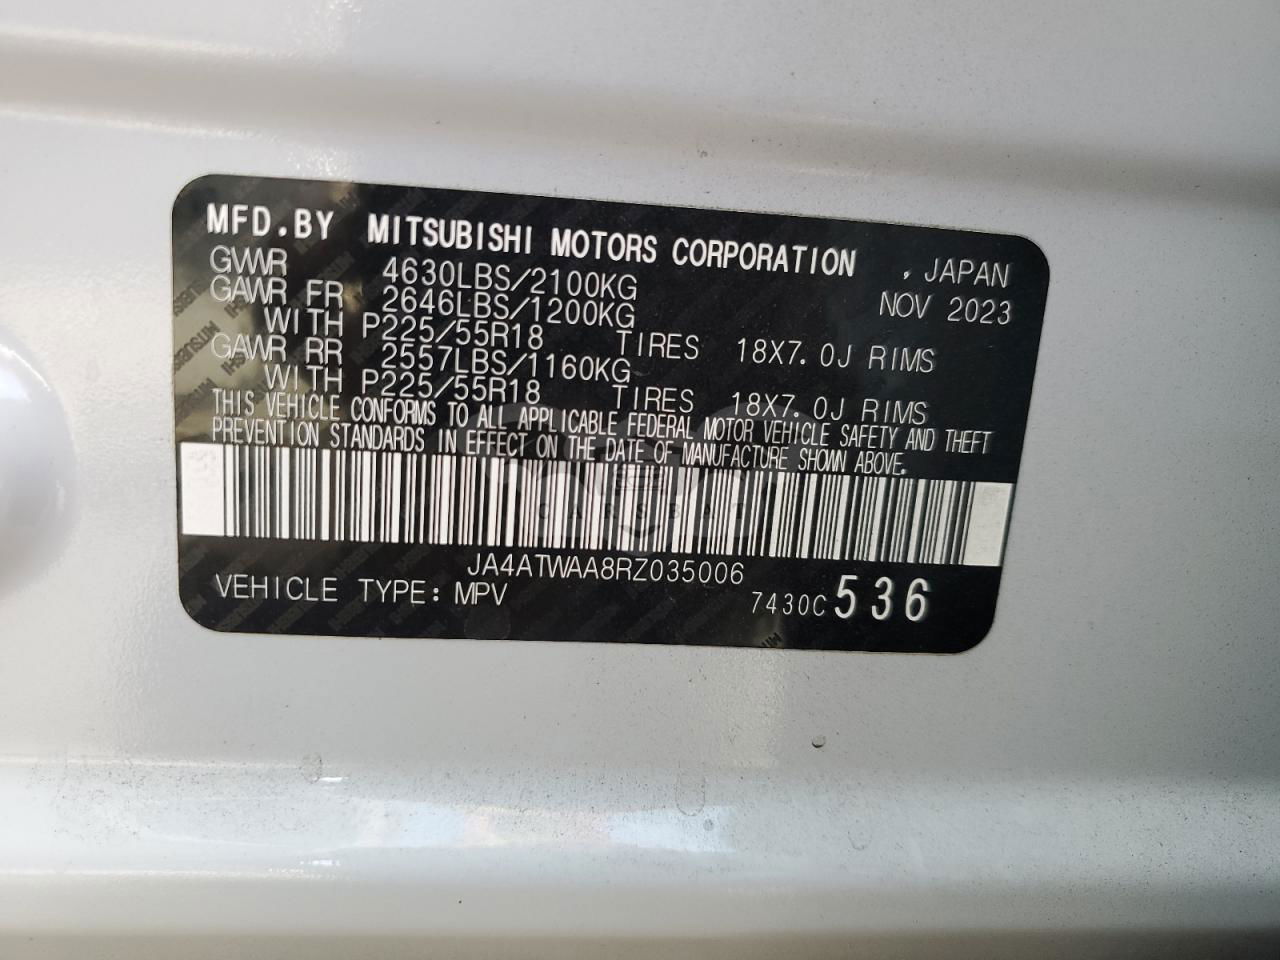 MFD.BY MITSUBISHI MOTORS CORPORATION , JAPAN
GVWR 4630LBS/2100KG NOV 2023
GAWR FR 2646LBS/1200KG
WITH P225/55R18 TIRES 18X7.0J RIMS
GAWR RR 2557LBS/1160KG
WITH P225/55R18 TIRES 18X7.0J RIMS
THIS VEHICLE CONFORMS TO ALL APPLICABLE FEDERAL MOTOR VEHICLE SAFETY AND THEFT
PREVENTION STANDARDS IN EFFECT ON THE DATE OF MANUFACTURE SHOWN ABOVE.
CARSBAT
JA4ATWAA8RZ035006
VEHICLE TYPE: MPV 7430C 536